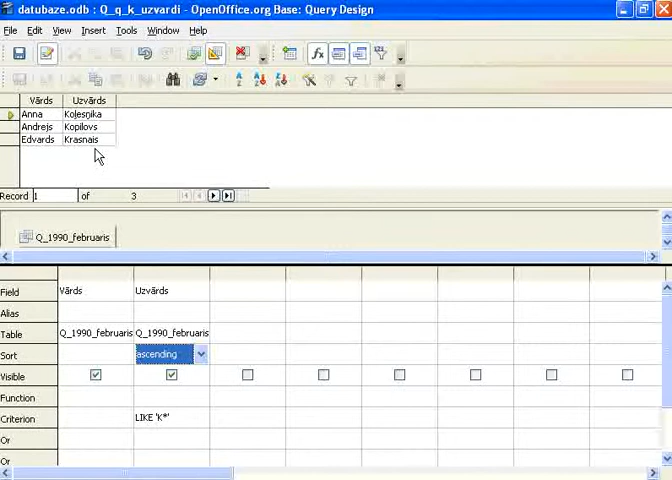 datubaze.odb : Q_q_k_uzvardi - OpenOffice.org Base: Query Design
File Edit View Insert Tools Window Help
Vārds Uzvārds
Anna Koļesņika
Andrejs Kopilovs
Edvards Krasnais
Record 1 of 3
Q_1990_februaris
Field Vārds Uzvārds
Alias
Table Q_1990_februaris Q_1990_februaris
Sort ascending
Visible
Function
Criterion LIKE 'K*'
Or
Or